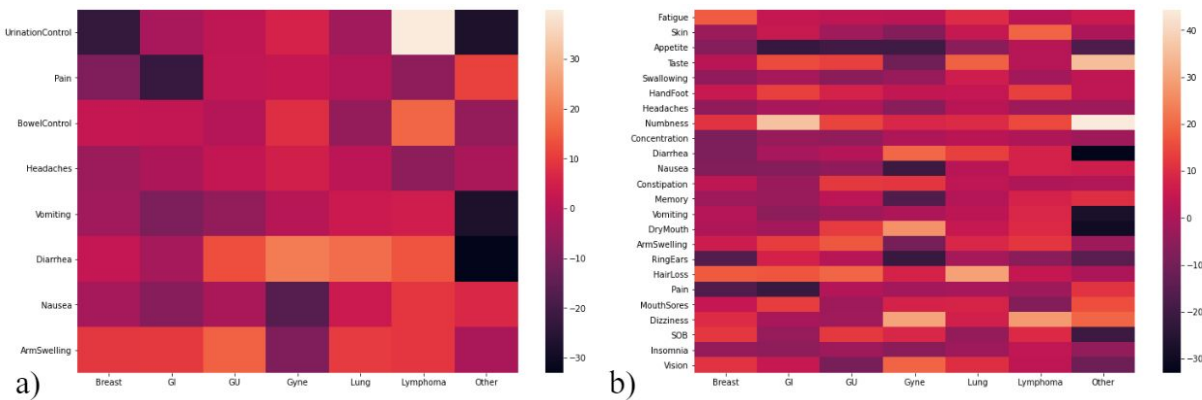 UrinationControl
Pain
BowelControl
Headaches
Vomiting
Diarrhea
Nausea
ArmSwelling
Breast GI GU Gyne Lung Lymphoma Other
30
20
10
0
−10
−20
−30
a)
Fatigue
Skin
Appetite
Taste
Swallowing
HandFoot
Headaches
Numbness
Concentration
Diarrhea
Nausea
Constipation
Memory
Vomiting
DryMouth
ArmSwelling
RingEars
HairLoss
Pain
MouthSores
Dizziness
SOB
Insomnia
Vision
Breast GI GU Gyne Lung Lymphoma Other
40
30
20
10
0
−10
−20
−30
b)